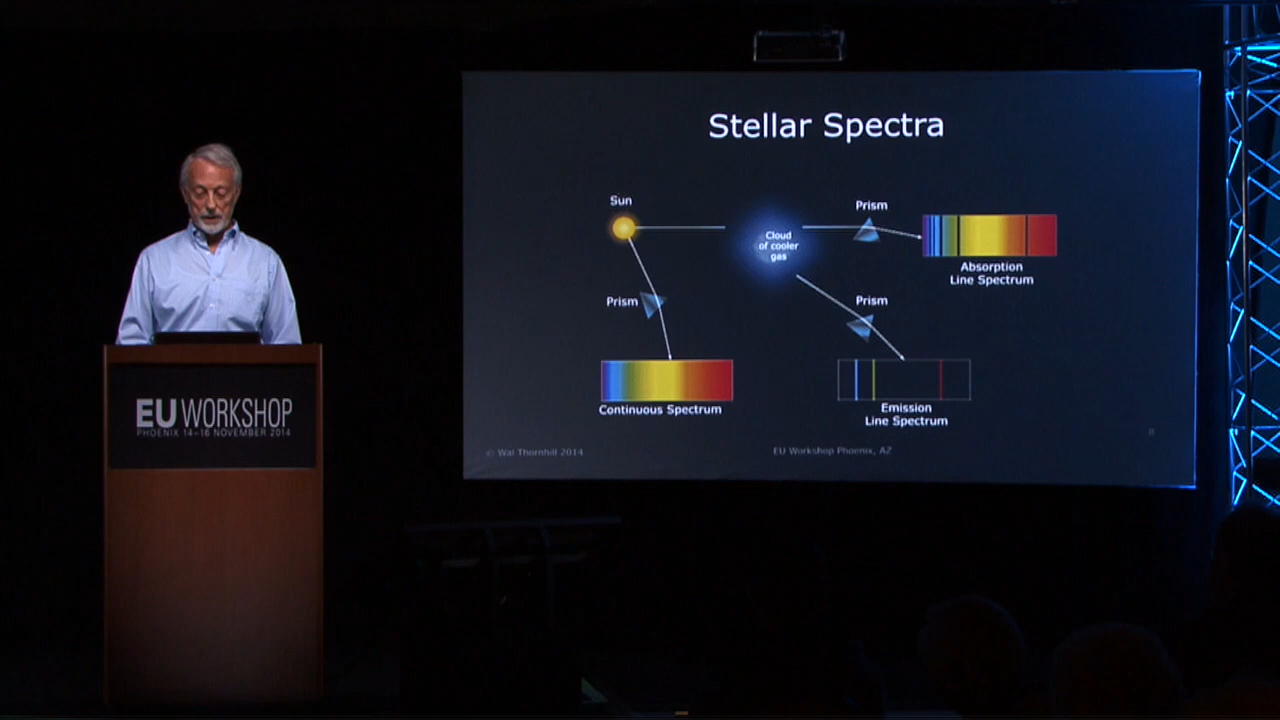 Stellar Spectra
Sun
Prism
Cloud
of cooler
gas
Absorption
Line Spectrum
Prism
Prism
Continuous Spectrum
Emission
Line Spectrum
8
© Wal Thornhill 2014
EU Workshop Phoenix, AZ
EU WORKSHOP
PHOENIX 14–16 NOVEMBER 2014